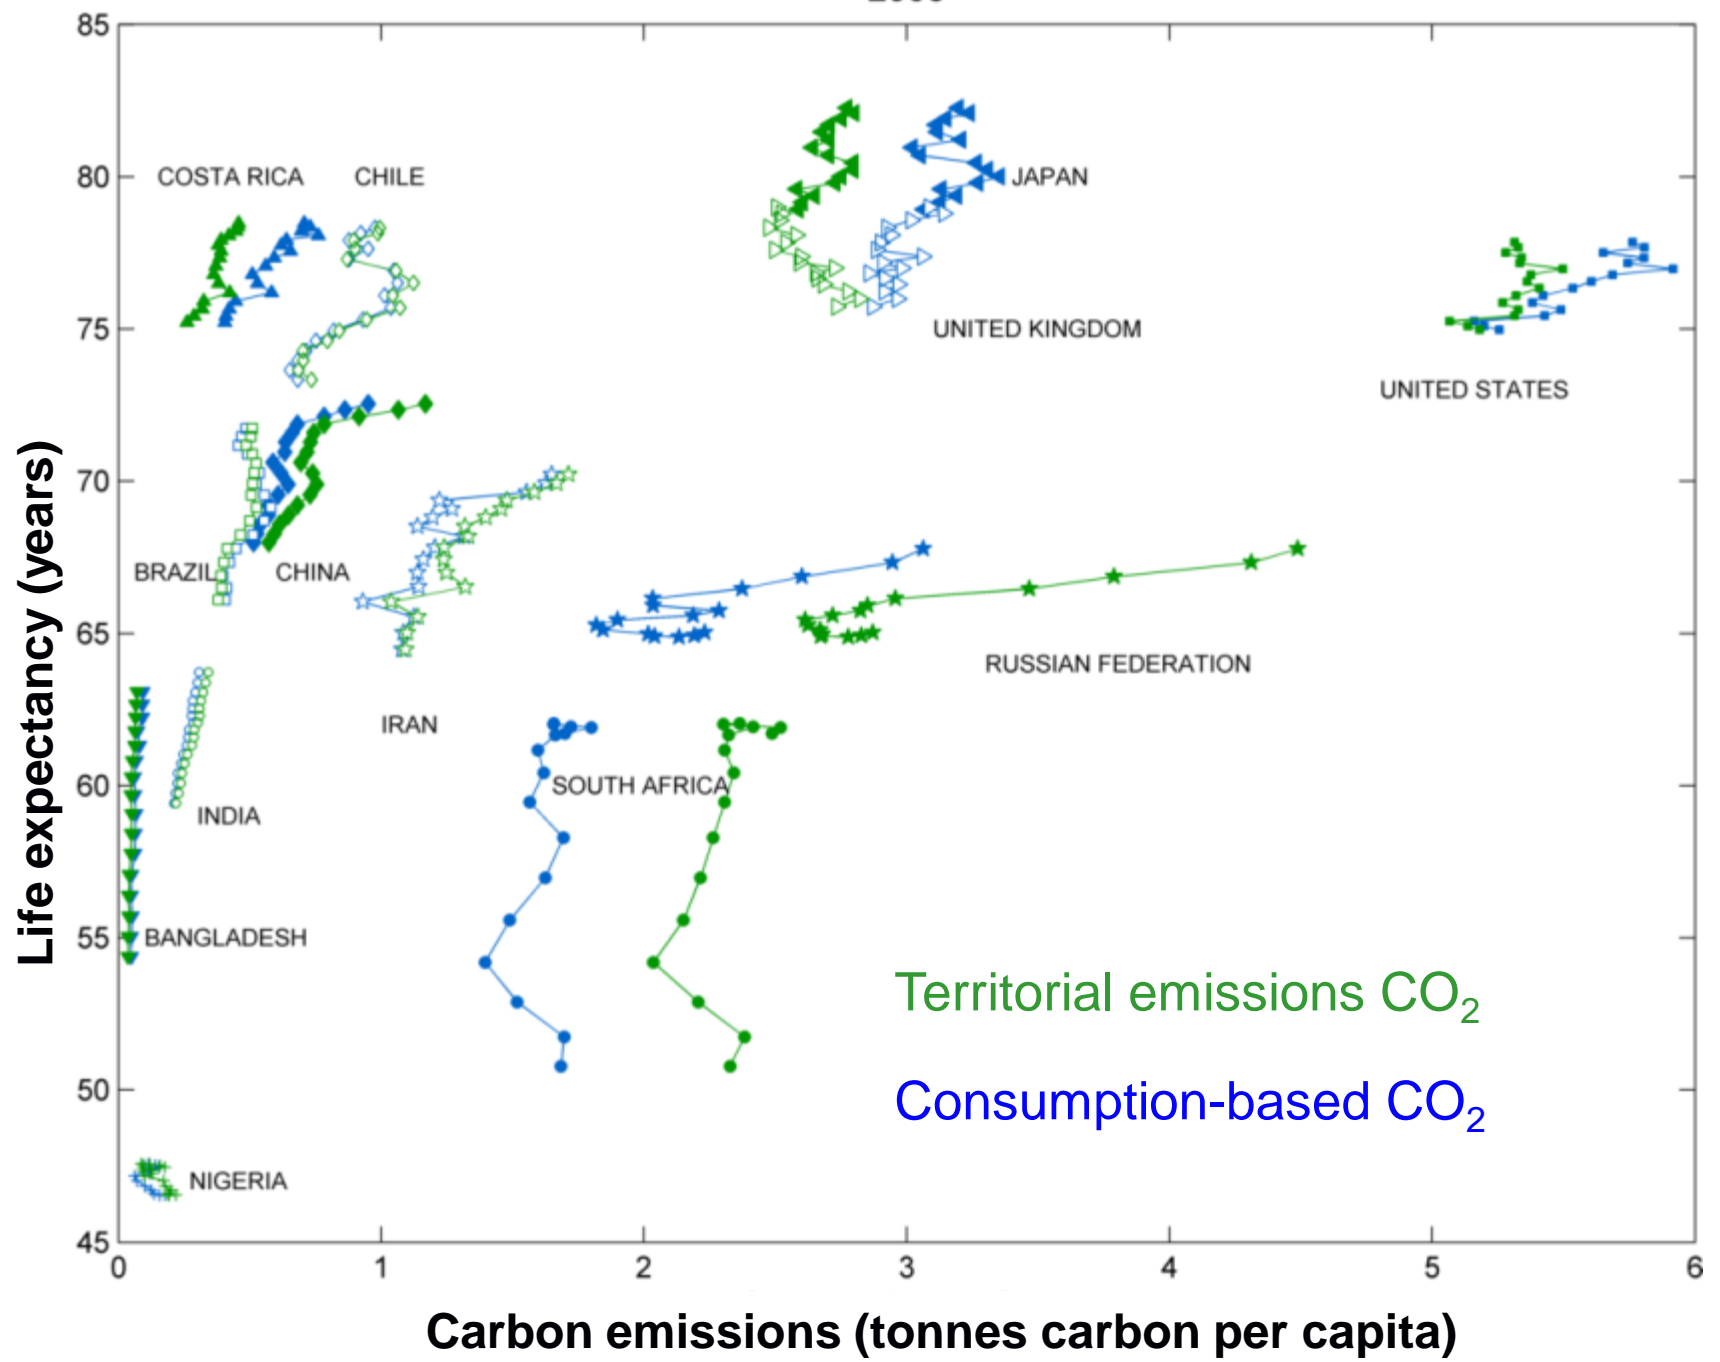 85
COSTA RICA
CHILE
80
JAPAN
UNITED KINGDOM
75
UNITED STATES
70
BRAZIL
CHINA
65
RUSSIAN FEDERATION
IRAN
60
SOUTH AFRICA
INDIA
55
BANGLADESH
Territorial emissions CO₂
50
Consumption-based CO₂
NIGERIA
45
0 1 2 3 4 5 6
Life expectancy (years)
Carbon emissions (tonnes carbon per capita)